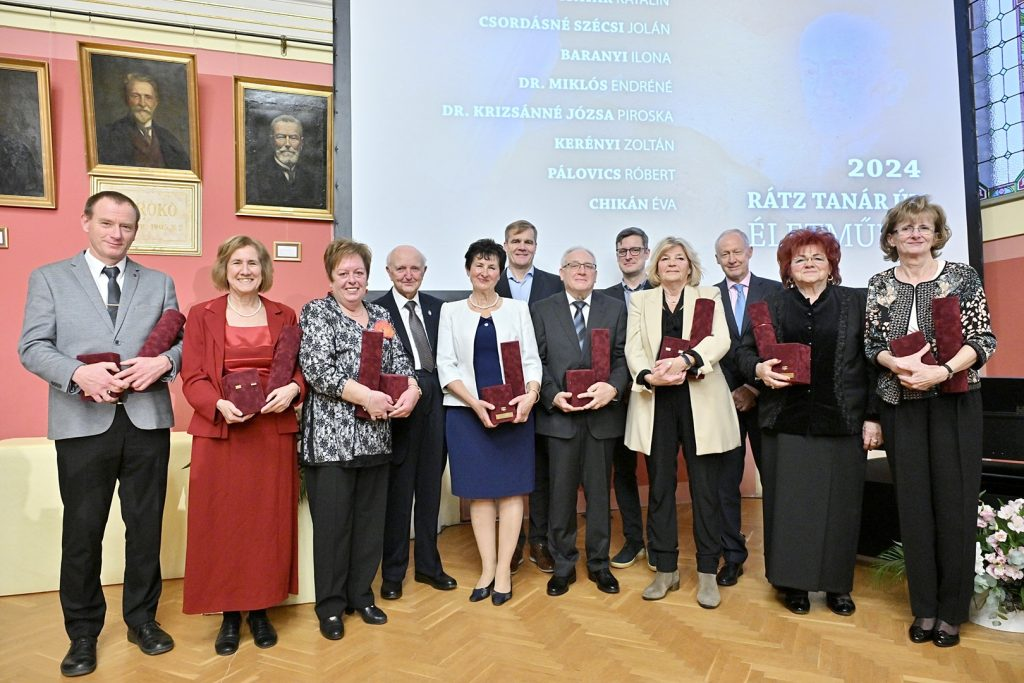 KATALIN
CSORDÁSNÉ SZÉCSI JOLÁN
BARANYI ILONA
DR. MIKLÓS ENDRÉNÉ
DR. KRIZSÁNNÉ JÓZSA PIROSKA
KERÉNYI ZOLTÁN
PÁLOVICS RÓBERT
CHIKÁN ÉVA
2024
RÁTZ TANÁR